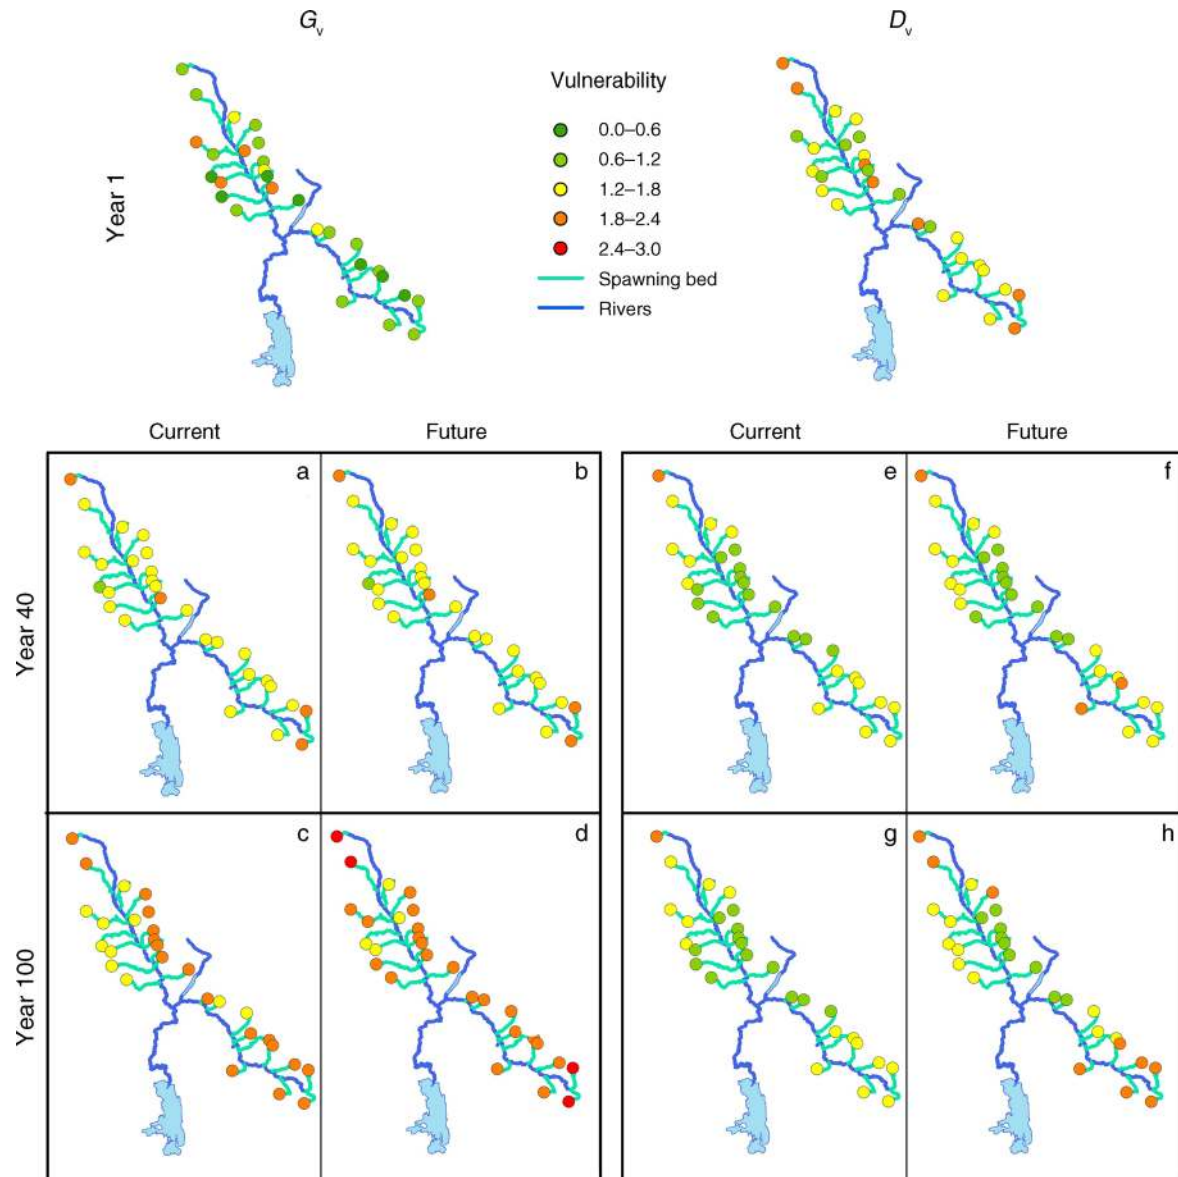 Gv
Dv
Vulnerability
0.0–0.6
0.6–1.2
1.2–1.8
1.8–2.4
2.4–3.0
Spawning bed
Rivers
Year 1
Current
Future
Current
Future
a
b
e
f
Year 40
c
d
g
h
Year 100